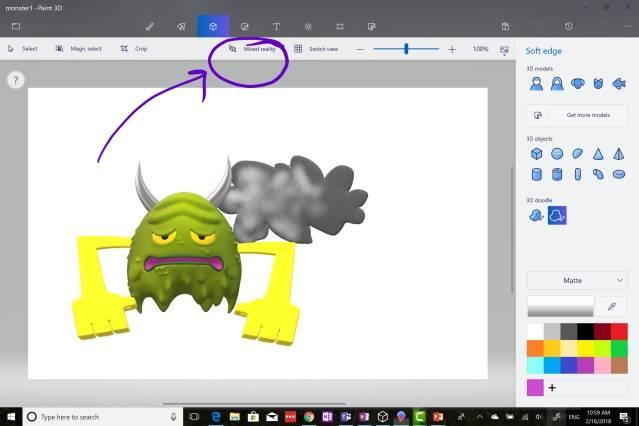 monster1 - Paint 3D
Select
Magic select
Crop
Mixed reality
Switch view
100%
?
Soft edge
3D models
Get more models
3D objects
3D doodle
Matte
Type here to search
ENG
10:59 AM
2/16/2018